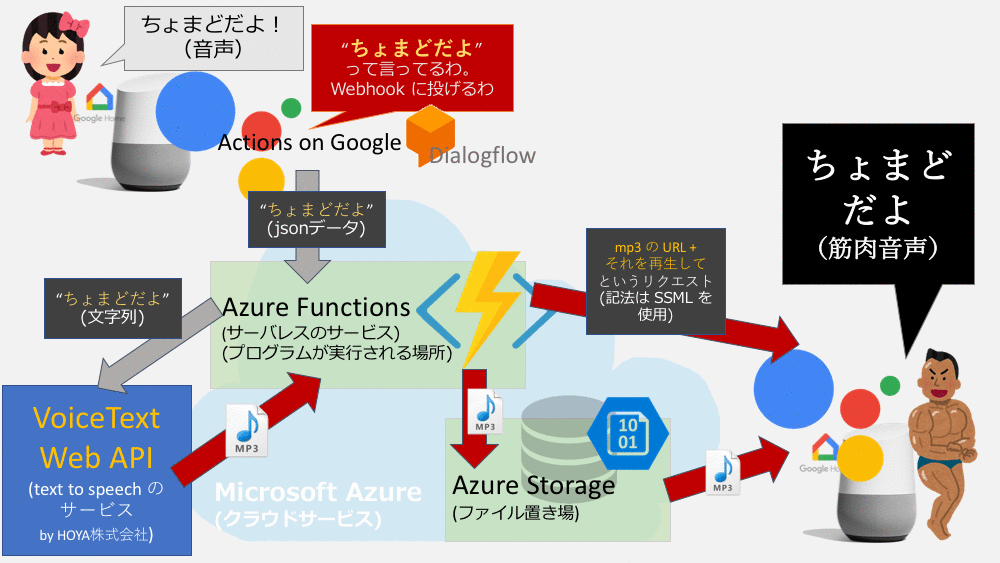 ちょまどだよ！
（音声）
“ちょまどだよ”
って言ってるわ。
Webhook に投げるわ
Google Home
Actions on Google
Dialogflow
“ちょまどだよ”
(jsonデータ)
ちょまど
だよ
（筋肉音声）
mp3 の URL +
それを再生して
というリクエスト
(記法は SSML を
使用)
“ちょまどだよ”
(文字列)
Azure Functions
(サーバレスのサービス)
(プログラムが実行される場所)
VoiceText
Web API
(text to speech の
サービス
by HOYA株式会社)
MP3
MP3
10
01
Microsoft Azure
(クラウドサービス)
Azure Storage
(ファイル置き場)
MP3
Google Home